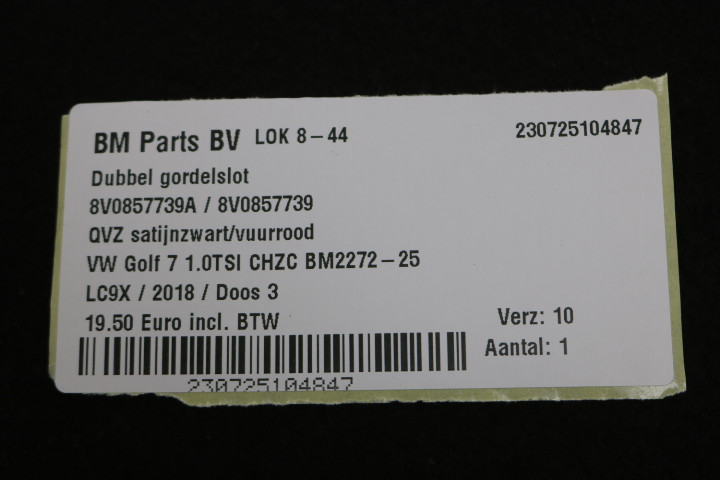 BM Parts BV LOK 8-44 230725104847
Dubbel gordelslot
8V0857739A / 8V0857739
QVZ satijnzwart/vuurrood
VW Golf 7 1.0TSI CHZC BM2272-25
LC9X / 2018 / Doos 3
19.50 Euro incl. BTW Verz: 10
Aantal: 1
230725104847